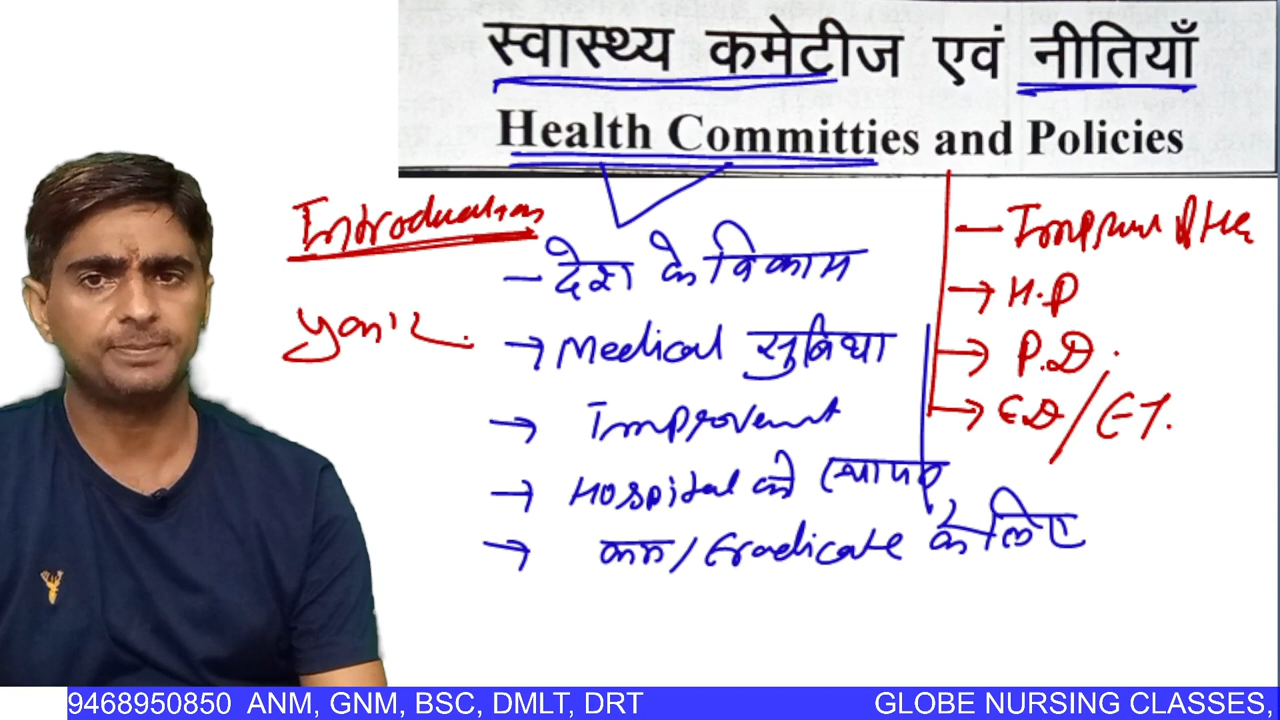 स्वास्थ्य कमेटीज एवं नीतियाँ
Health Committies and Policies
Introduction
- देश के विकास
→ Medical सुविधा
→ Improvement
→ Hospital की
→ कम/Eradicate के लिए
→ H.P
→ P.D.
→ C.D/
9468950850 ANM, GNM, BSC, DMLT, DRT
GLOBE NURSING CLASSES,